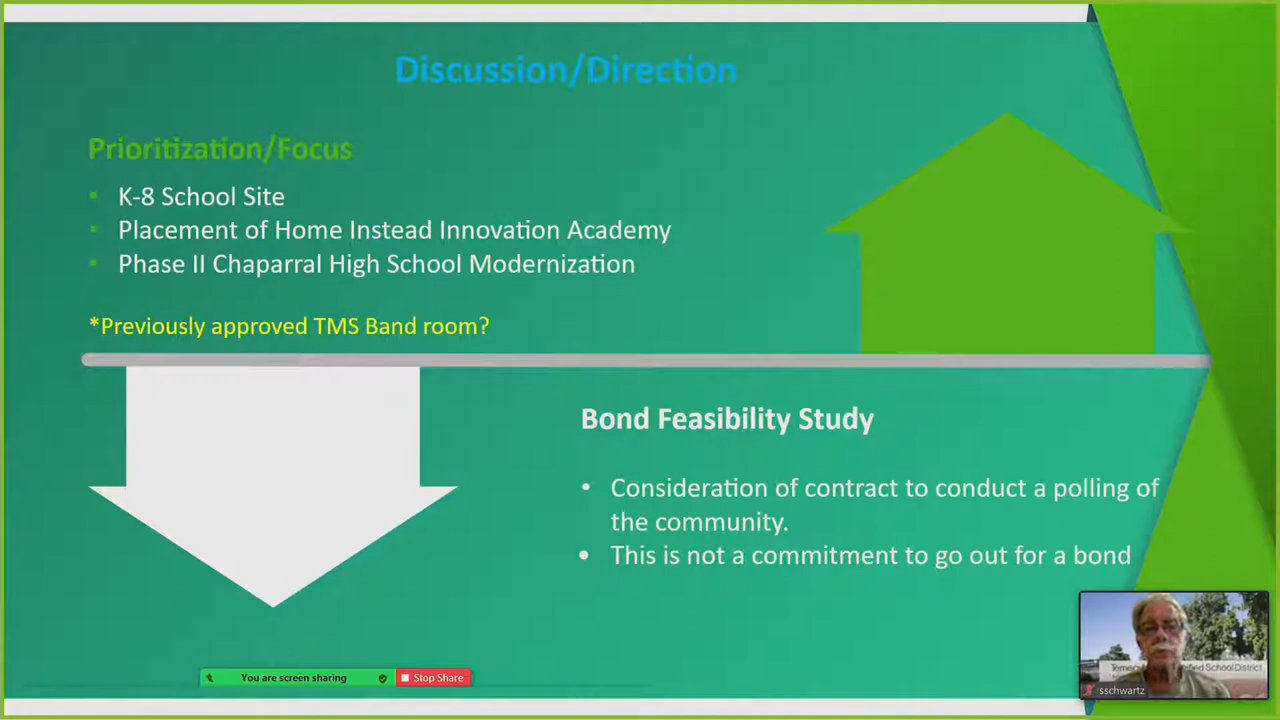 Discussion/Direction
Prioritization/Focus
• K-8 School Site
• Placement of Home Instead Innovation Academy
• Phase II Chaparral High School Modernization
*Previously approved TMS Band room?
Bond Feasibility Study
• Consideration of contract to conduct a polling of
the community.
• This is not a commitment to go out for a bond
You are screen sharing
Stop Share
School District
sschwartz